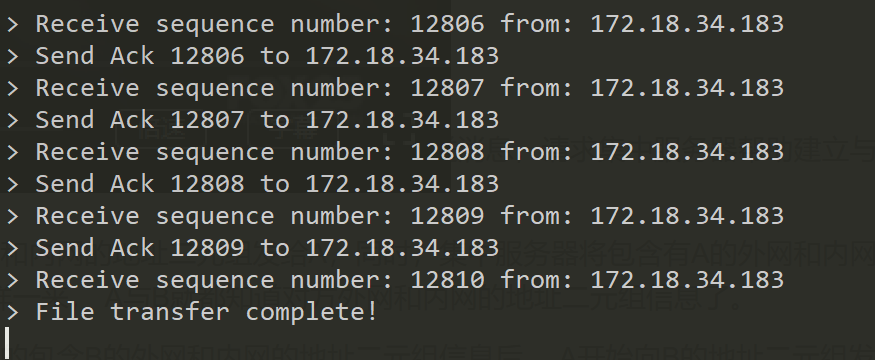 > Receive sequence number: 12806 from: 172.18.34.183
> Send Ack 12806 to 172.18.34.183
> Receive sequence number: 12807 from: 172.18.34.183
> Send Ack 12807 to 172.18.34.183
> Receive sequence number: 12808 from: 172.18.34.183
> Send Ack 12808 to 172.18.34.183
> Receive sequence number: 12809 from: 172.18.34.183
> Send Ack 12809 to 172.18.34.183
> Receive sequence number: 12810 from: 172.18.34.183
> File transfer complete!